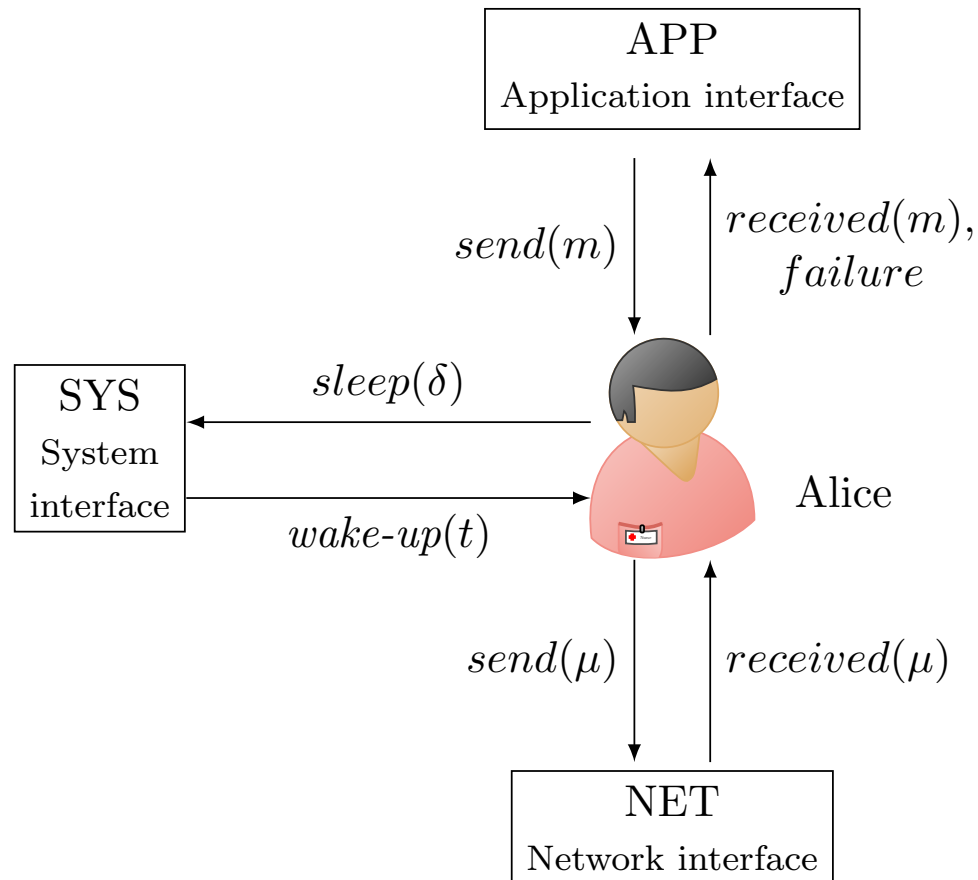 APP
Application interface
send(m)
received(m),
failure
SYS
System
interface
sleep(δ)
wake-up(t)
Alice
send(μ)
received(μ)
NET
Network interface